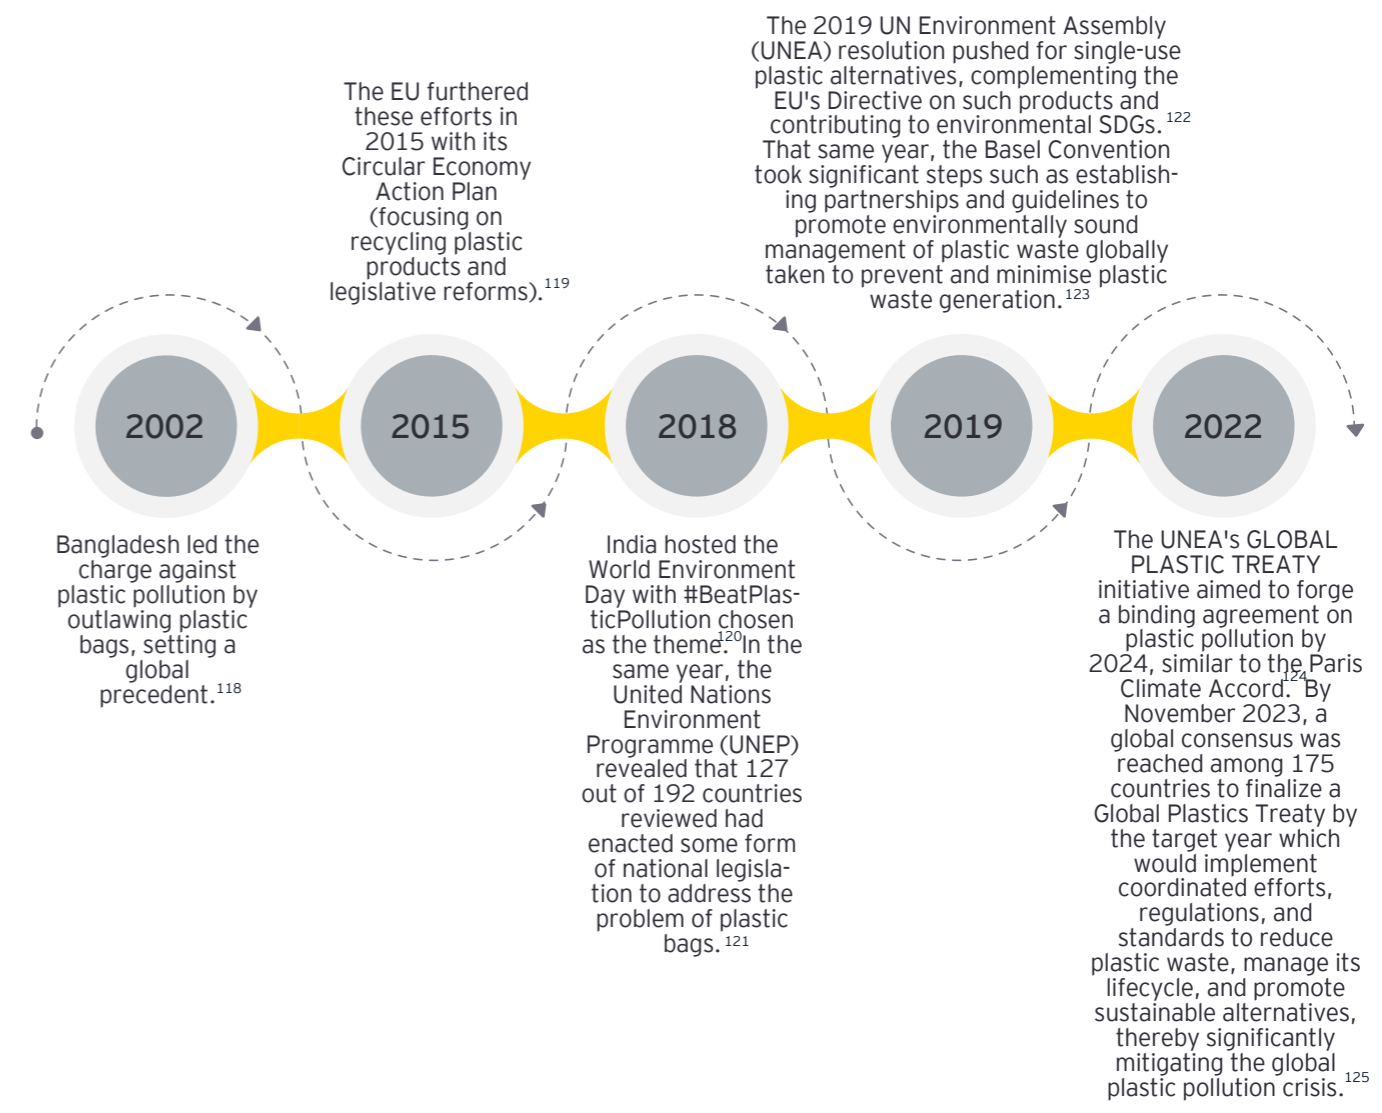 The EU furthered
these efforts in
2015 with its
Circular Economy
Action Plan
(focusing on
recycling plastic
products and
legislative reforms).119
The 2019 UN Environment Assembly
(UNEA) resolution pushed for single-use
plastic alternatives, complementing the
EU's Directive on such products and
contributing to environmental SDGs.122
That same year, the Basel Convention
took significant steps such as establish-
ing partnerships and guidelines to
promote environmentally sound
management of plastic waste globally
taken to prevent and minimise plastic
waste generation.123
2002
2015
2018
2019
2022
Bangladesh led the
charge against
plastic pollution by
outlawing plastic
bags, setting a
global
precedent.118
India hosted the
World Environment
Day with #BeatPlas-
ticPollution chosen
as the theme.120 In the
same year, the
United Nations
Environment
Programme (UNEP)
revealed that 127
out of 192 countries
reviewed had
enacted some form
of national legisla-
tion to address the
problem of plastic
bags.121
The UNEA's GLOBAL
PLASTIC TREATY
initiative aimed to forge
a binding agreement on
plastic pollution by
2024, similar to the Paris
Climate Accord.124 By
November 2023, a
global consensus was
reached among 175
countries to finalize a
Global Plastics Treaty by
the target year which
would implement
coordinated efforts,
regulations, and
standards to reduce
plastic waste, manage its
lifecycle, and promote
sustainable alternatives,
thereby significantly
mitigating the global
plastic pollution crisis.125